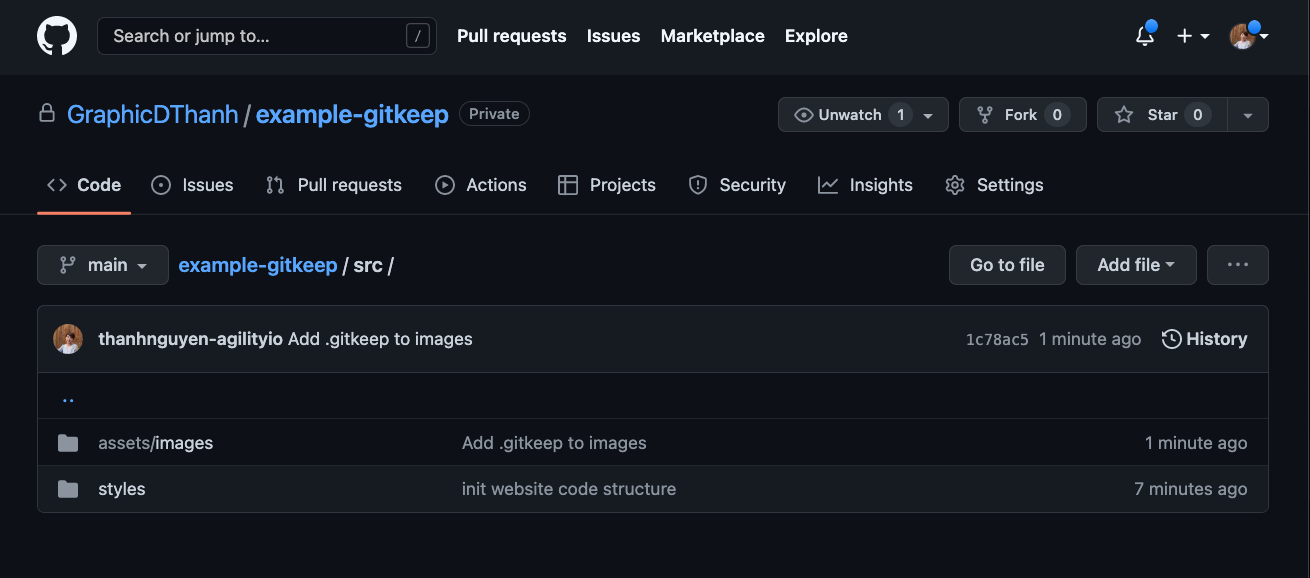 Search or jump to... / Pull requests Issues Marketplace Explore
GraphicDThanh / example-gitkeep Private Unwatch 1 Fork 0 Star 0
Code Issues Pull requests Actions Projects Security Insights Settings
main example-gitkeep / src / Go to file Add file ...
thanhnguyen-agilityio Add .gitkeep to images 1c78ac5 1 minute ago History
..
assets/images Add .gitkeep to images 1 minute ago
styles init website code structure 7 minutes ago